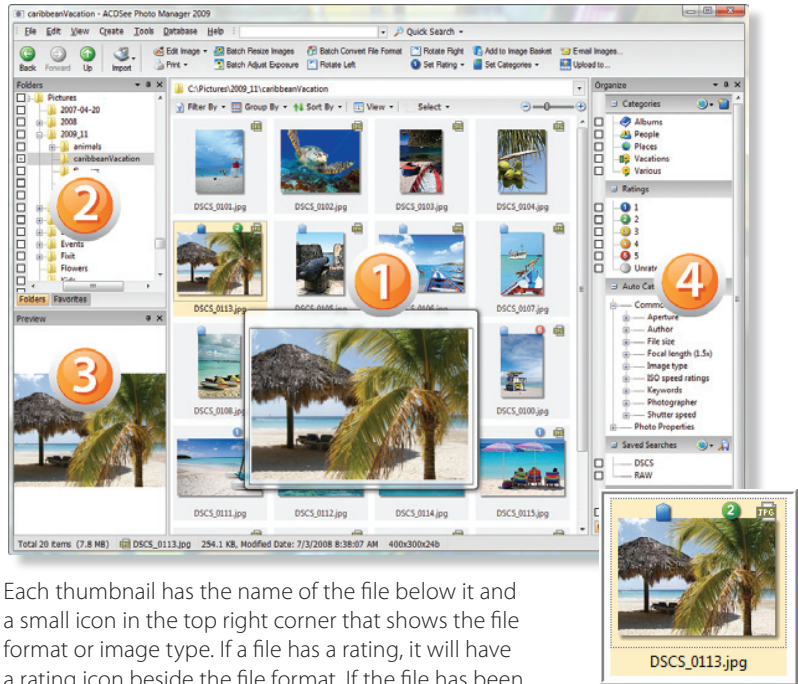 caribbeanVacation - ACDSee Photo Manager 2009
File Edit View Create Tools Database Help Quick Search
Back Forward Up Import
Edit Image Batch Resize Images Batch Convert File Format Rotate Right Add to Image Basket E-mail Images...
Print Batch Adjust Exposure Rotate Left Set Rating Set Categories Upload to...
Folders
Pictures
2007-04-20
2008
2009_11
animals
caribbeanVacation
2
Events
Fixit
Flowers
Folders Favorites
Preview
3
C:\Pictures\2009_11\caribbeanVacation
Filter By Group By Sort By View Select
DSCS_0101.jpg DSCS_0102.jpg DSCS_0103.jpg DSCS_0104.jpg
2
DSCS_0113.jpg DSCS_0105.jpg DSCS_0106.jpg DSCS_0107.jpg
1
5
DSCS_0108.jpg DSCS_0100.jpg
1 1
DSCS_0111.jpg DSCS_0112.jpg DSCS_0114.jpg DSCS_0115.jpg
Organize
Categories
Albums
People
Places
Vacations
Various
Ratings
1
2
3
4
5
4
Auto
Aperture
Author
File size
Focal length (1.5x)
Image type
ISO speed ratings
Keywords
Photographer
Shutter speed
Photo Properties
Saved Searches
DSCS
RAW
Total 20 items (7.8 MB) DSCS_0113.jpg 254.1 KB, Modified Date: 7/3/2008 8:38:07 AM 400x300x24b
2 JPG
DSCS_0113.jpg
Each thumbnail has the name of the file below it and
a small icon in the top right corner that shows the file
format or image type. If a file has a rating, it will have
a rating icon beside the file format. If the file has been